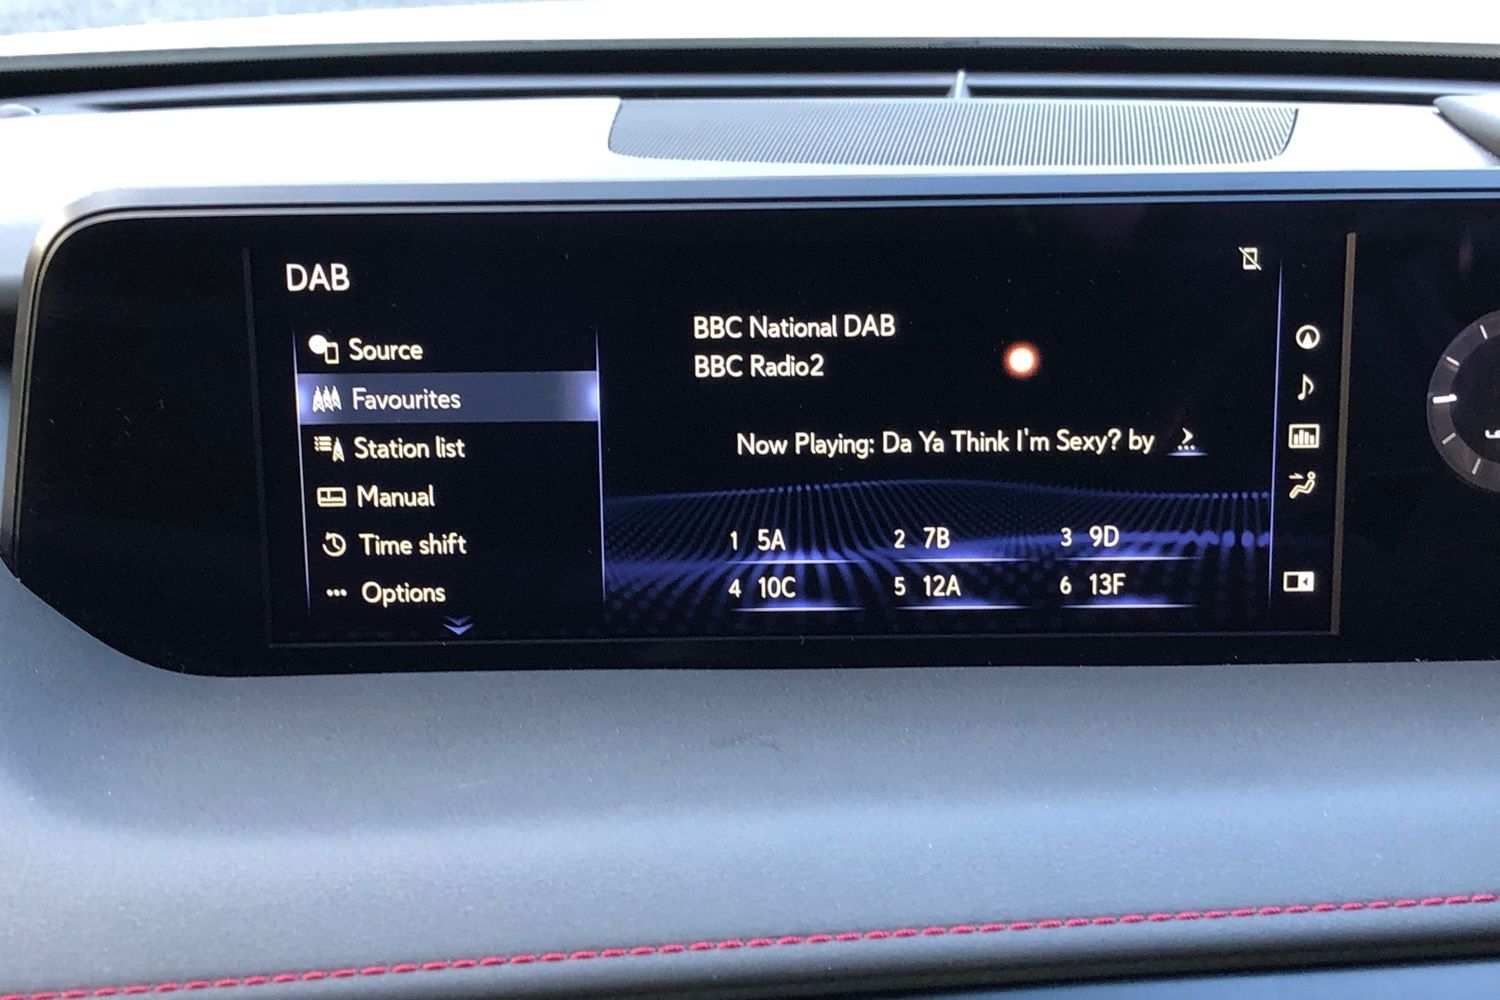 DAB
Source
Favourites
Station list
Manual
Time shift
Options
BBC National DAB
BBC Radio2
Now Playing: Da Ya Think I'm Sexy? by
1 5A 2 7B 3 9D
4 10C 5 12A 6 13F